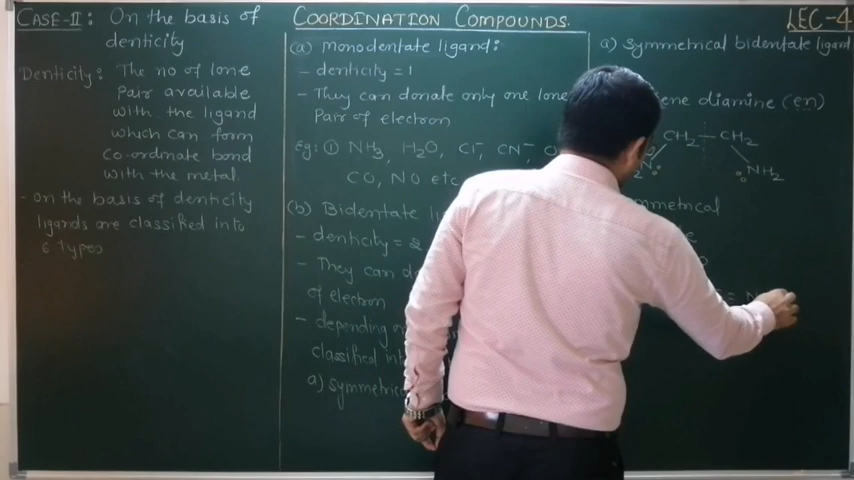 CASE-II: On the basis of
denticity
Denticity: The no of lone
Pair available
with the ligand
which can form
co-ordinate bond
with the metal.
- On the basis of denticity
ligands are classified into
6 types
COORDINATION COMPOUNDS.
(a) monodentate ligand:
- denticity = 1
- They can donate only one lone
Pair of electron
Eg: ① NH3, H2O, Cl-, CN-,
CO, NO etc
(b) Bidentate
- denticity = 2
- They can
of electron
- depending
classified
a) symmetrical
LEC-4
a) symmetrical bidentate ligand
diamine (en)
CH2 - CH2
NH2